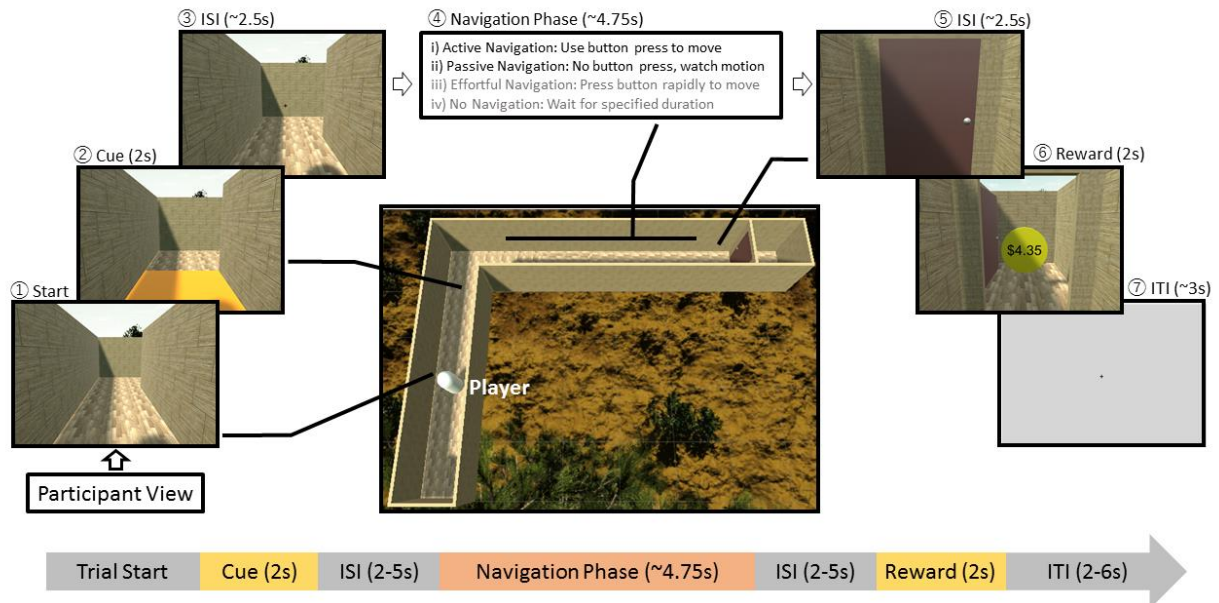 ③ ISI (~2.5s)
④ Navigation Phase (~4.75s)
⑤ ISI (~2.5s)
i) Active Navigation: Use button press to move
ii) Passive Navigation: No button press, watch motion
iii) Effortful Navigation: Press button rapidly to move
iv) No Navigation: Wait for specified duration
② Cue (2s)
⑥ Reward (2s)
$4.35
① Start
⑦ ITI (~3s)
Player
Participant View
Trial Start
Cue (2s)
ISI (2-5s)
Navigation Phase (~4.75s)
ISI (2-5s)
Reward (2s)
ITI (2-6s)